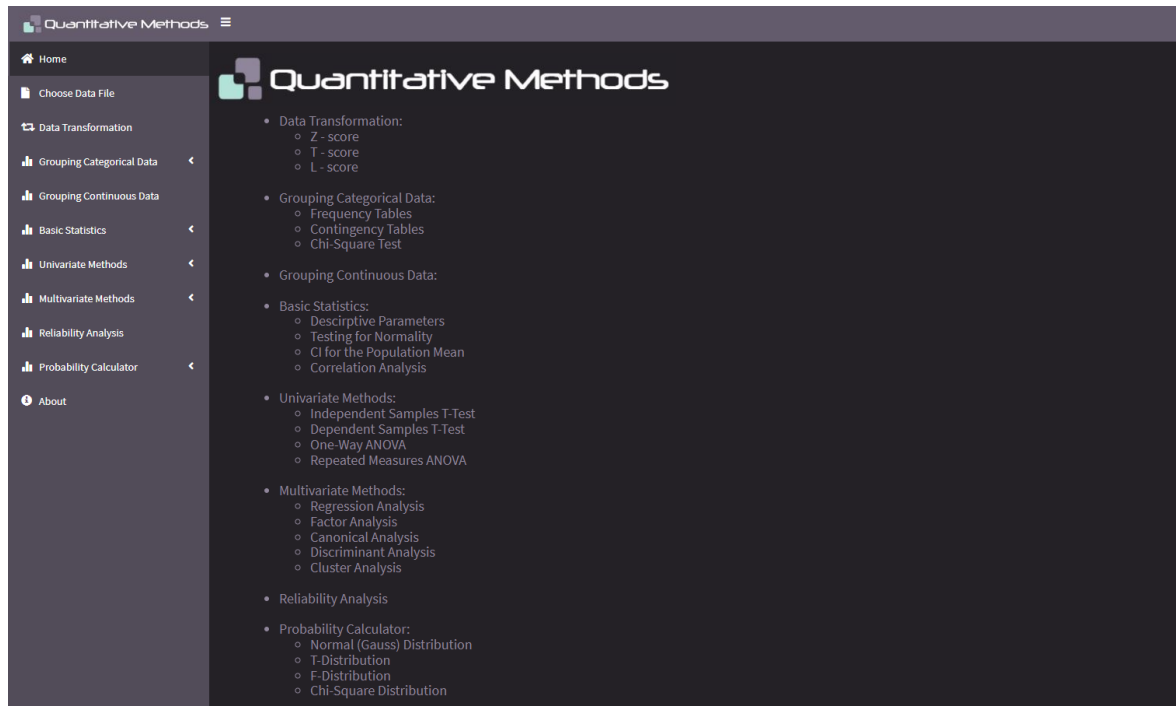 Quantitative Methods
Home
Choose Data File
Data Transformation
Grouping Categorical Data
Grouping Continuous Data
Basic Statistics
Univariate Methods
Multivariate Methods
Reliability Analysis
Probability Calculator
About
Quantitative Methods
Data Transformation:
Z - score
T - score
L - score
Grouping Categorical Data:
Frequency Tables
Contingency Tables
Chi-Square Test
Grouping Continuous Data:
Basic Statistics:
Descirptive Parameters
Testing for Normality
CI for the Population Mean
Correlation Analysis
Univariate Methods:
Independent Samples T-Test
Dependent Samples T-Test
One-Way ANOVA
Repeated Measures ANOVA
Multivariate Methods:
Regression Analysis
Factor Analysis
Canonical Analysis
Discriminant Analysis
Cluster Analysis
Reliability Analysis
Probability Calculator:
Normal (Gauss) Distribution
T-Distribution
F-Distribution
Chi-Square Distribution